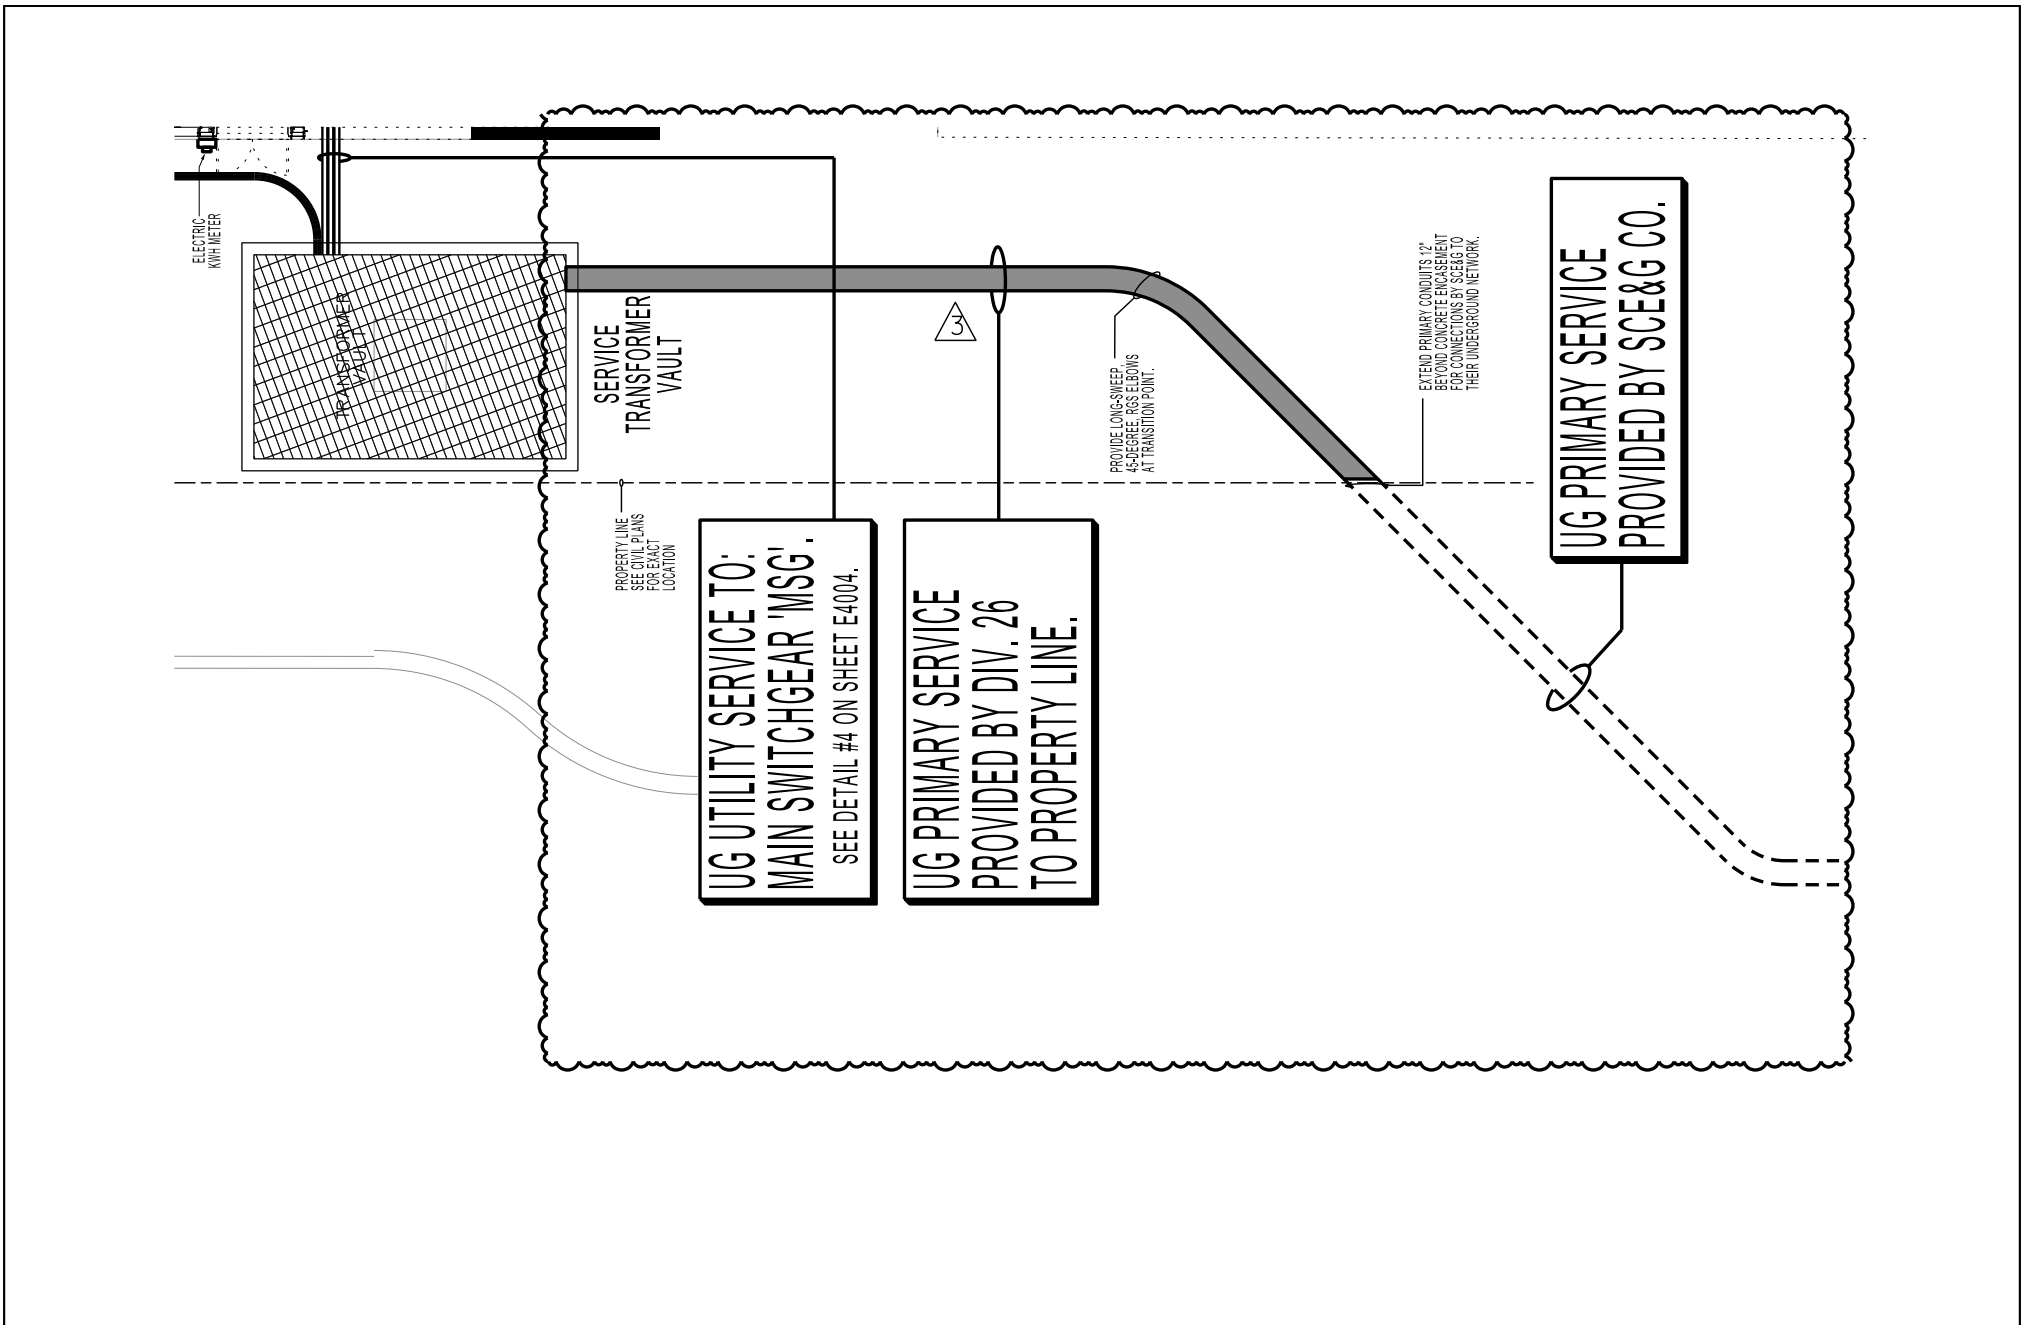 ELECTRIC
KWH METER
TRANSFORMER
VAULT
SERVICE
TRANSFORMER
VAULT
PROPERTY LINE
SEE CIVIL PLANS
FOR EXACT
LOCATION
UG UTILITY SERVICE TO:
MAIN SWITCHGEAR 'MSG'.
SEE DETAIL #4 ON SHEET E4004.
UG PRIMARY SERVICE
PROVIDED BY DIV. 26
TO PROPERTY LINE.
3
PROVIDE LONG-SWEEP,
45-DEGREE, RGS ELBOWS
AT TRANSITION POINT.
EXTEND PRIMARY CONDUITS 12"
BEYOND CONCRETE ENCASEMENT
FOR CONNECTIONS BY SCE&G TO
THEIR UNDERGROUND NETWORK.
UG PRIMARY SERVICE
PROVIDED BY SCE&G CO.